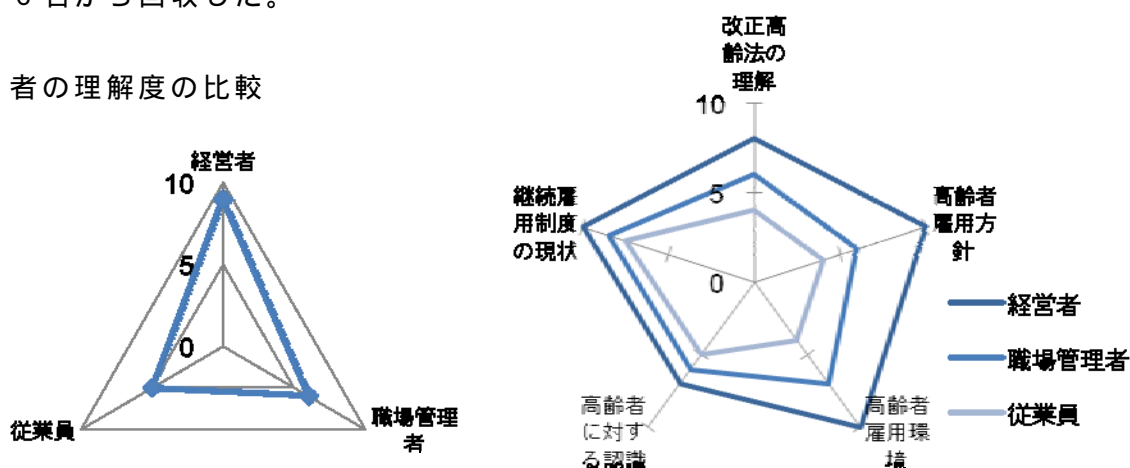 者の理解度の比較
経営者
10
5
0
従業員
職場管理
者
改正高
齢法の
理解
10
5
0
高齢者
雇用方
針
高齢者
雇用環
境
高齢者
に対す
る認識
継続雇
用制度
の現状
経営者
職場管理者
従業員